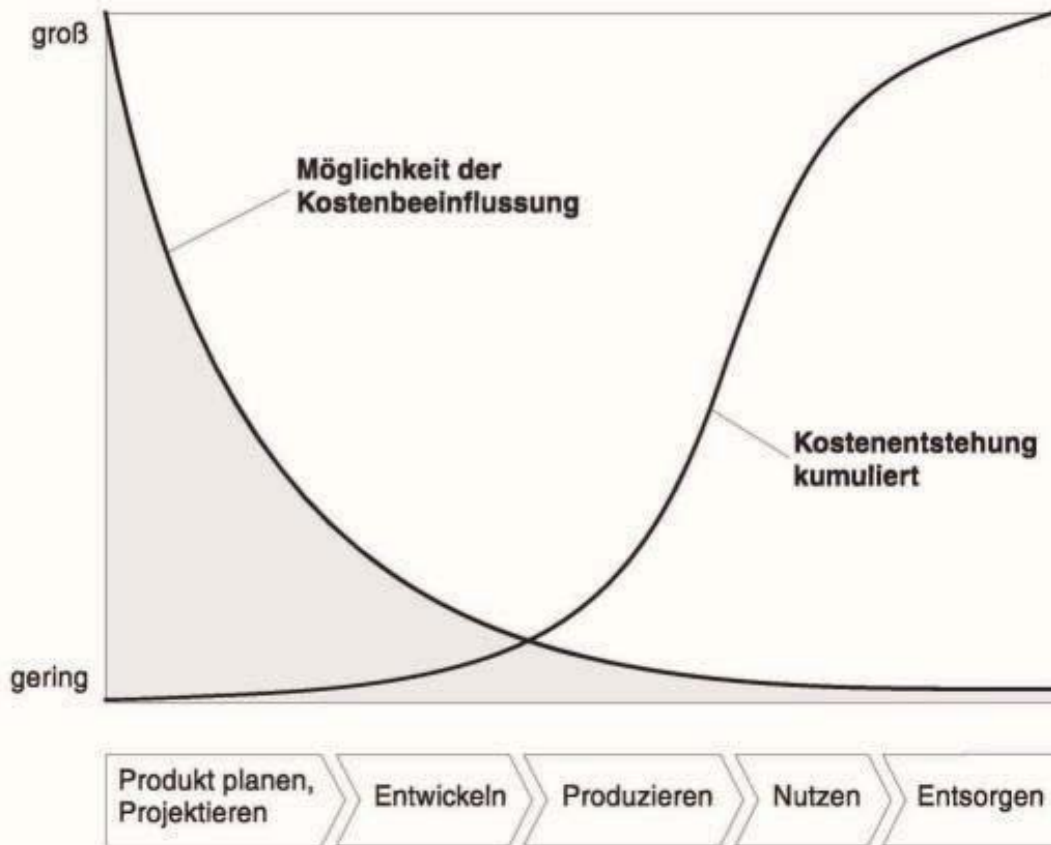 groß
Möglichkeit der
Kostenbeeinflussung
Kostenentstehung
kumuliert
gering
Produkt planen,
Projektieren
Entwickeln
Produzieren
Nutzen
Entsorgen